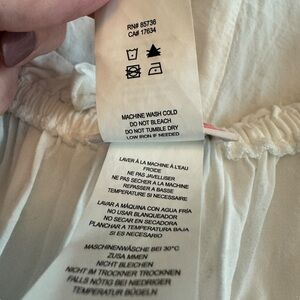 RN# 85736
CA# 17634
MACHINE WASH COLD
DO NOT BLEACH
DO NOT TUMBLE DRY
LOW IRON IF NEEDED
LAVER À LA MACHINE À L'EAU
FROIDE
NE PAS JAVELLISER
NE PAS SECHER A LA MACHINE
REPASSER A BASSE
TEMPERATURE SI NECESSAIRE
LAVAR A MÁQUINA CON AGUA FRÍA
NO USAR BLANQUEADOR
NO SECAR EN SECADORA
PLANCHAR A TEMPERATURA BAJA
SI ES NECESARIO
MASCHINENWÄSCHE BEI 30°C
ZUSA MMEN
NICHT BLEICHEN
NICHT IM TROCKNER TROCKNEN
FALLS NÖTIG BEI NIEDRIGER
TEMPERATUR BÜGELN